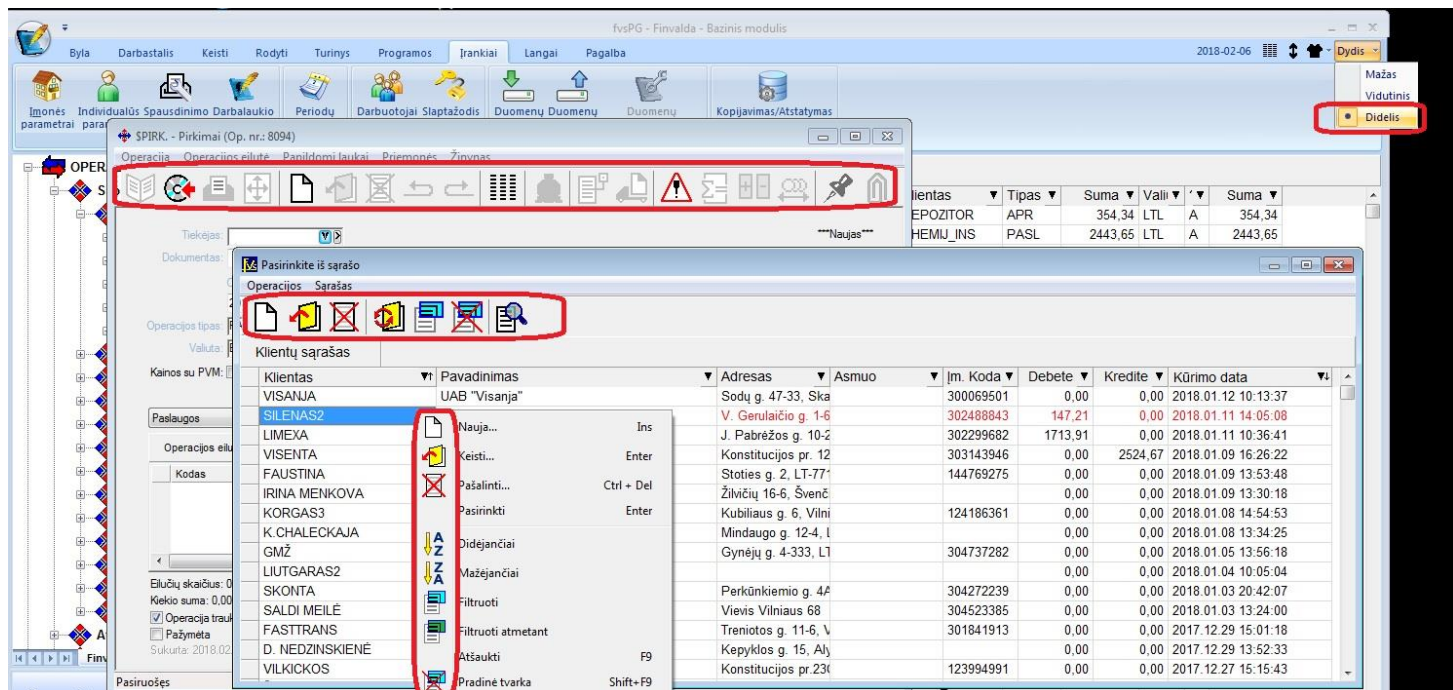 fvsPG - Finvalda - Bazinis modulis
Byla Darbastalis Keisti Rodyti Turinys Programos Įrankiai Langai Pagalba 2018-02-06 Dydis
Mažas
Vidutinis
Didelis
Įmonės Individualūs Spausdinimo Darbalaukio Periodų Darbuotojai Slaptažodis Duomenų Duomenų Duomenų Kopijavimas/Atstatymas
parametrai
SPIRK. - Pirkimai (Op. nr.: 8094)
Operacija Operacijos eilutė Papildomi laukai Priemonės Žinynas
OPER
Tipas Suma Suma
EPOZITOR APR 354,34 LTL A 354,34
HEMIJ_INS PASL 2443,65 LTL A 2443,65
Tiekėjas: ***Naujas***
Dokumentas:
Operacijos tipas:
Valiuta:
Kainos su PVM:
Paslaugos
Kodas
Eilučių skaičius: 0
Kiekio suma: 0,00
Pažymėta
Pasiruošęs
Pasirinkite iš sąrašo
Operacijos Sąrašas
Klientų sąrašas
Klientas Pavadinimas Adresas Asmuo Įm. Koda Debete Kredite Kūrimo data
VISANJA UAB "Visanja" Sodų g. 47-33, Ska 300069501 0,00 0,00 2018.01.12 10:13:37
SILENAS2 V. Gerulaičio g. 1-6 302488843 147,21 0,00 2018.01.11 14:05:08
LIMEXA J. Pabrėžos g. 10-2 302299682 1713,91 0,00 2018.01.11 10:36:41
VISENTA Konstitucijos pr. 12 303143946 0,00 2524,67 2018.01.09 16:26:22
FAUSTINA Stoties g. 2, LT-771 144769275 0,00 0,00 2018.01.09 13:53:48
IRINA MENKOVA Žilvičių 16-6, Švenč 0,00 0,00 2018.01.09 13:30:18
KORGAS3 Kubiliaus g. 6, Vilni 124186361 0,00 0,00 2018.01.08 14:54:53
K.CHALECKAJA Mindaugo g. 12-4, 0,00 0,00 2018.01.08 13:34:25
GMŽ Gynėjų g. 4-333, LT 304737282 0,00 0,00 2018.01.05 13:56:18
LIUTGARAS2 0,00 0,00 2018.01.04 10:05:04
SKONTA Perkūnkiemio g. 4A 304272239 0,00 0,00 2018.01.03 20:42:07
SALDI MEILĖ Vievis Vilniaus 68 304523385 0,00 0,00 2018.01.03 13:24:00
FASTTRANS Treniotos g. 11-6, V 301841913 0,00 0,00 2017.12.29 15:01:18
D. NEDZINSKIENĖ Kepyklos g. 15, Aly 0,00 0,00 2017.12.29 13:52:33
VILKICKOS Konstitucijos pr.23 123994991 0,00 0,00 2017.12.27 15:15:43
Nauja... Ins
Keisti... Enter
Pašalinti... Ctrl + Del
Pasirinkti Enter
Didėjančiai
Mažėjančiai
Filtruoti
Filtruoti atmetant
Atšaukti F9
Pradinė tvarka Shift+F9